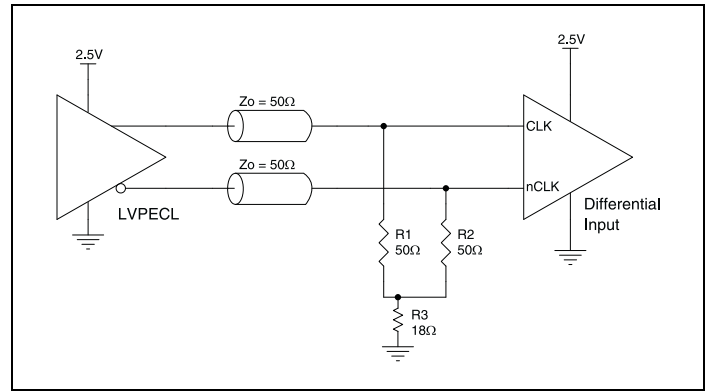 2.5V
2.5V
Zo = 50Ω
CLK
Zo = 50Ω
nCLK
LVPECL
Differential
Input
R1
50Ω
R2
50Ω
R3
18Ω